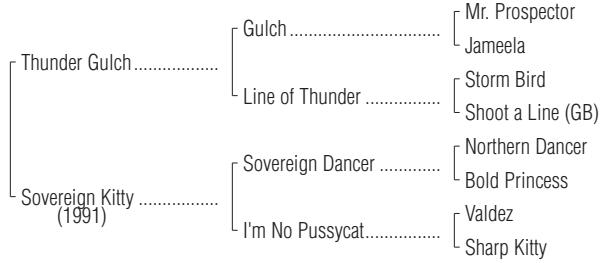 Mr. Prospector
Gulch................................
Jameela
Thunder Gulch..................
Storm Bird
Line of Thunder ................
Shoot a Line (GB)
Northern Dancer
Sovereign Dancer .............
Bold Princess
Sovereign Kitty .................
(1991)
Valdez
I'm No Pussycat................
Sharp Kitty